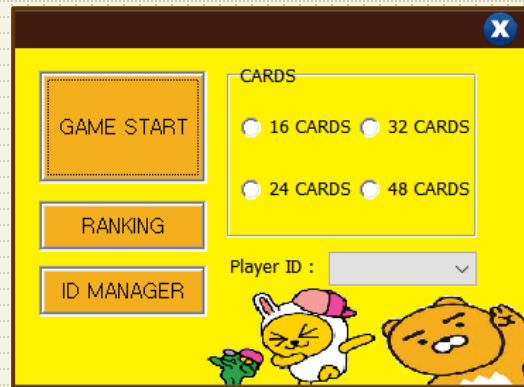 X
GAME START
CARDS
16 CARDS 32 CARDS
24 CARDS 48 CARDS
RANKING
Player ID :
ID MANAGER